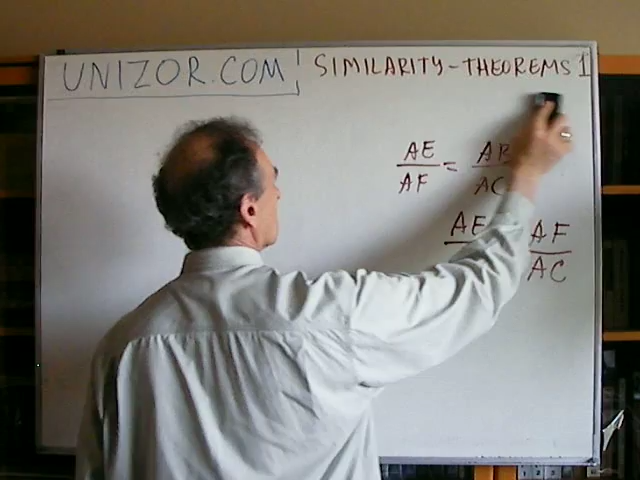 UNIZOR.COM
SIMILARITY - THEOREMS 1
AE = AB
AF AC
AE AF
AC